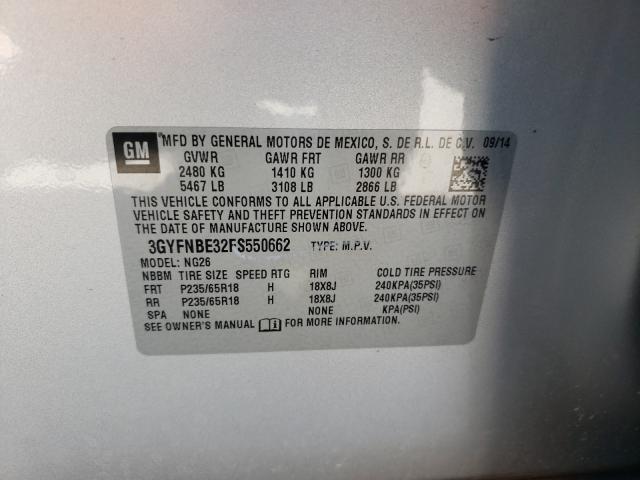 GM MFD BY GENERAL MOTORS DE MEXICO, S. DE R.L. DE C.V. 09/14
GVWR GAWR FRT GAWR RR
2480 KG 1410 KG 1300 KG
5467 LB 3108 LB 2866 LB
THIS VEHICLE CONFORMS TO ALL APPLICABLE U.S. FEDERAL MOTOR
VEHICLE SAFETY AND THEFT PREVENTION STANDARDS IN EFFECT ON
THE DATE OF MANUFACTURE SHOWN ABOVE.
3GYFNBE32FS550662 TYPE: M.P.V.
MODEL: NG26
NBBM TIRE SIZE SPEED RTG RIM COLD TIRE PRESSURE
FRT P235/65R18 H 18X8J 240KPA(35PSI)
RR P235/65R18 H 18X8J 240KPA(35PSI)
SPA NONE NONE KPA(PSI)
SEE OWNER'S MANUAL FOR MORE INFORMATION.